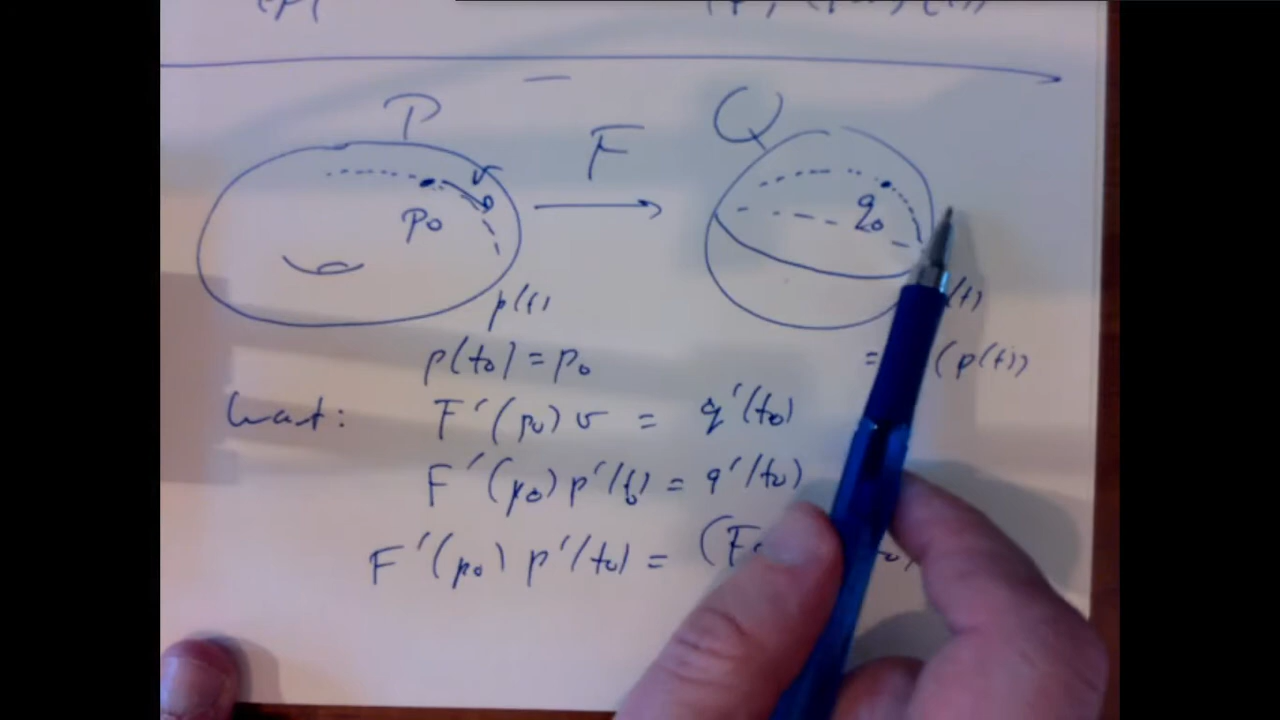 P F Q
v
p₀ q₀
p(t) (t)
p(t₀) = p₀ = (p(t))
Want: F'(p₀) v = q'(t₀)
F'(p₀) p'(t₀) = q'(t₀)
F'(p₀) p'(t₀) = (F